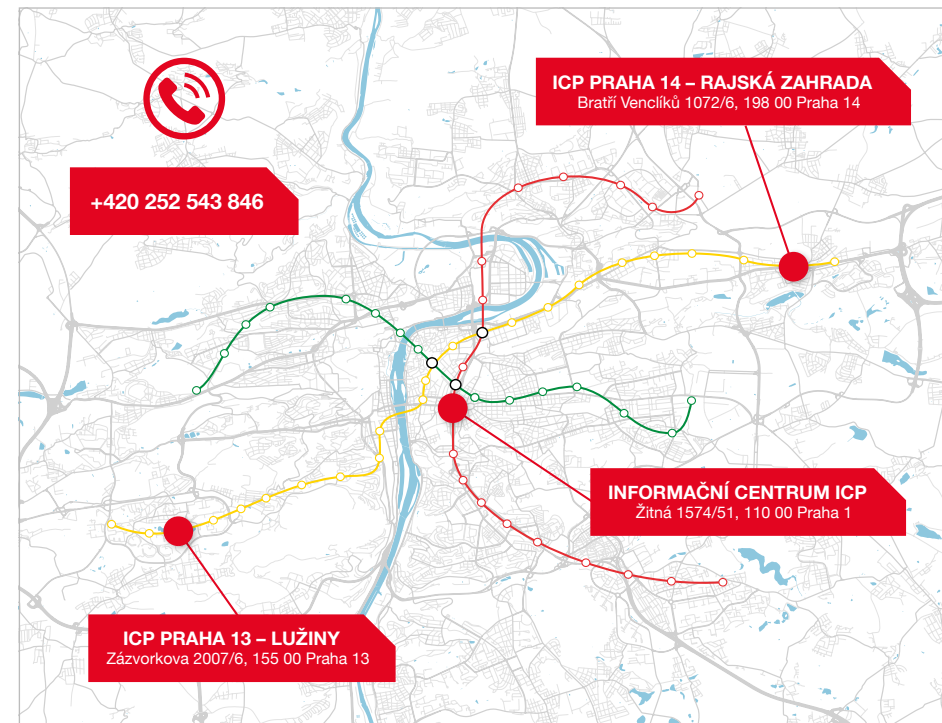 ICP PRAHA 14 – RAJSKÁ ZAHRADA
Bratří Venclíků 1072/6, 198 00 Praha 14
+420 252 543 846
INFORMAČNÍ CENTRUM ICP
Žitná 1574/51, 110 00 Praha 1
ICP PRAHA 13 – LUŽINY
Zázvorkova 2007/6, 155 00 Praha 13